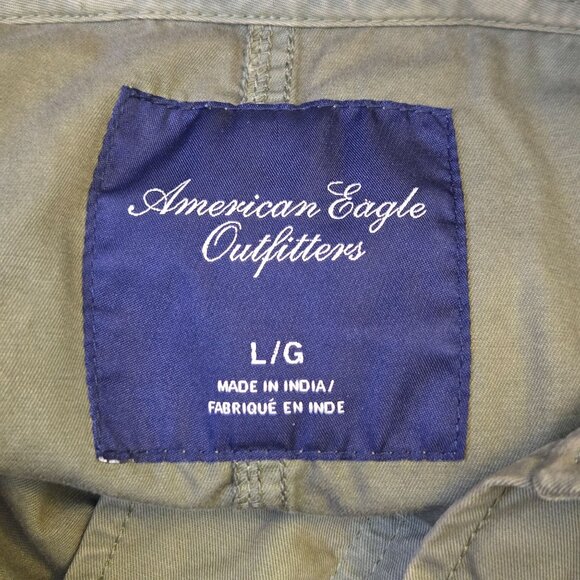 American Eagle
Outfitters
L/G
MADE IN INDIA/
FABRIQUÉ EN INDE